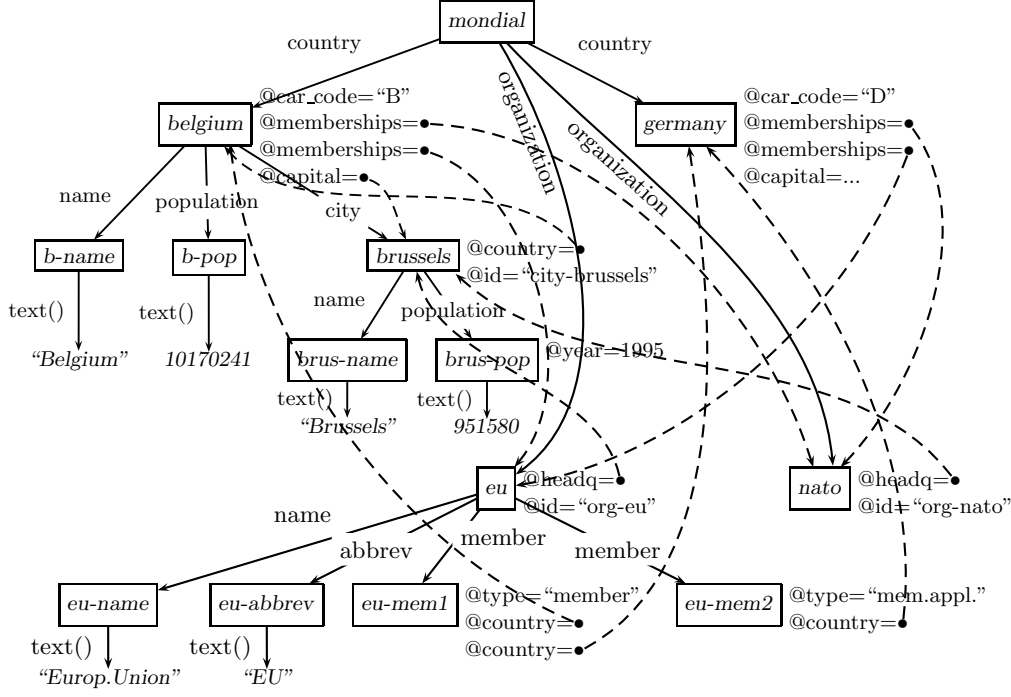 mondial
country
country
organization
organization
belgium
@car_code=“B”
@memberships=
@memberships=
@capital=
germany
@car_code=“D”
@memberships=
@memberships=
@capital=...
name
population
city
b-name
b-pop
brussels
@country=
@id=“city-brussels”
text()
text()
name
population
“Belgium”
10170241
brus-name
brus-pop
@year=1995
text()
text()
“Brussels”
951580
eu
@headq=
@id=“org-eu”
nato
@headq=
@id=“org-nato”
name
abbrev
member
member
eu-name
eu-abbrev
eu-mem1
@type=“member”
@country=
@country=
eu-mem2
@type=“mem.appl.”
@country=
text()
text()
“Europ.Union”
“EU”